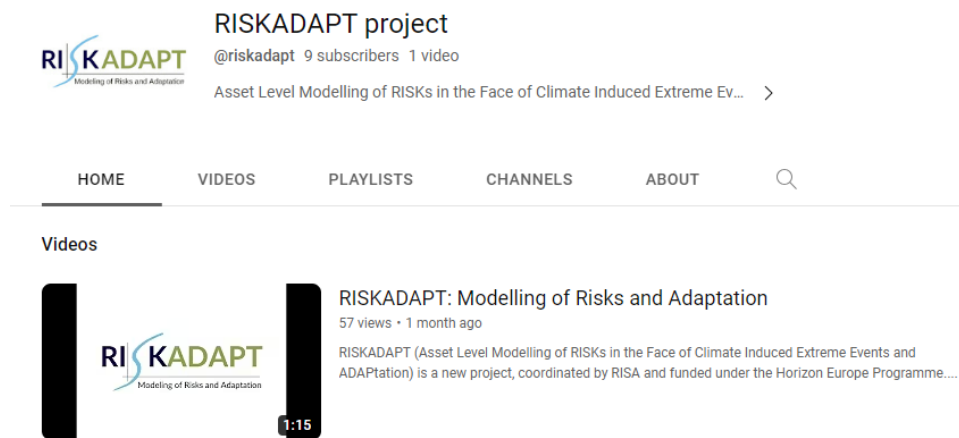 RISKADAPT project
RISKADAPT
Modeling of Risks and Adaptation
@riskadapt 9 subscribers 1 video
Asset Level Modelling of RISKs in the Face of Climate Induced Extreme Ev...
HOME VIDEOS PLAYLISTS CHANNELS ABOUT
Videos
RISKADAPT
Modeling of Risks and Adaptation
1:15
RISKADAPT: Modelling of Risks and Adaptation
57 views • 1 month ago
RISKADAPT (Asset Level Modelling of RISKs in the Face of Climate Induced Extreme Events and
ADAPtation) is a new project, coordinated by RISA and funded under the Horizon Europe Programme....